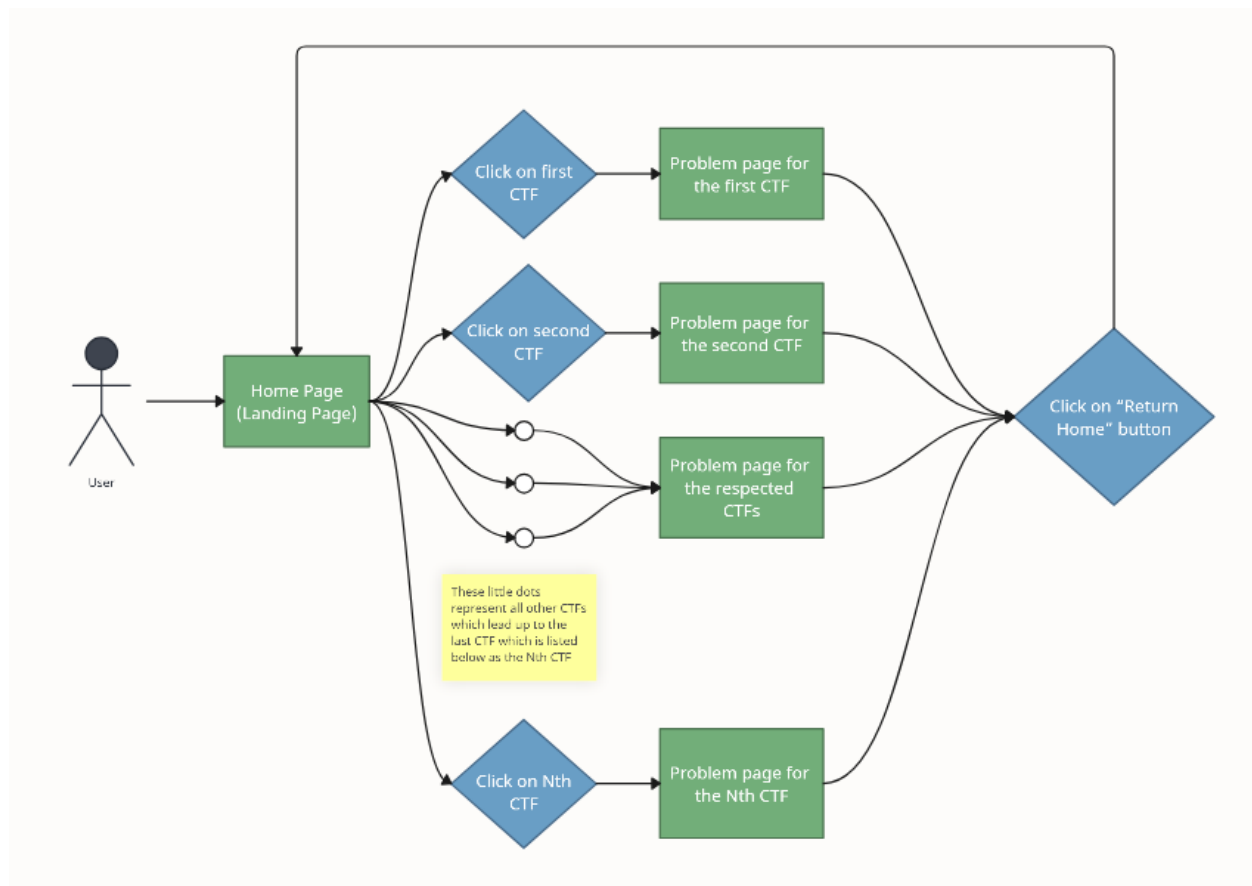 Click on first
CTF
Problem page for
the first CTF
Click on second
CTF
Problem page for
the second CTF
User
Home Page
(Landing Page)
Click on “Return
Home” button
Problem page for
the respected
CTFs
These little dots
represent all other CTFs
which lead up to the
last CTF which is listed
below as the Nth CTF
Click on Nth
CTF
Problem page for
the Nth CTF